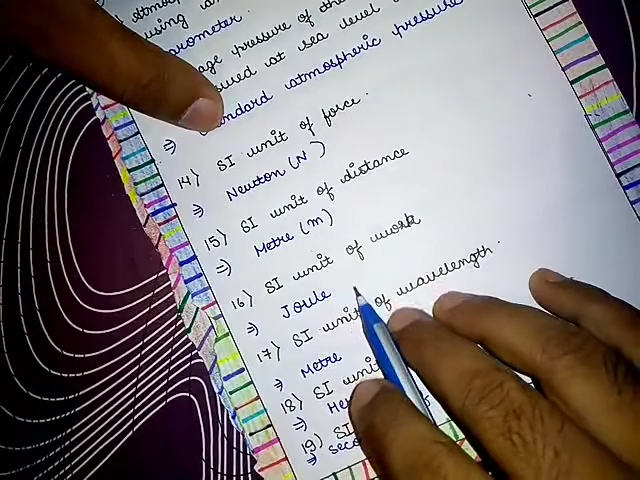 using
barometer.
pressure of the
at sea level
standard atmospheric pressure
14) SI unit of force.
⇒ Newton (N)
15) SI unit of distance
⇒ Metre (m)
16) SI unit of work
⇒ Joule
17) SI unit of wavelength.
⇒ Metre
18) SI unit
⇒
19) SI
⇒